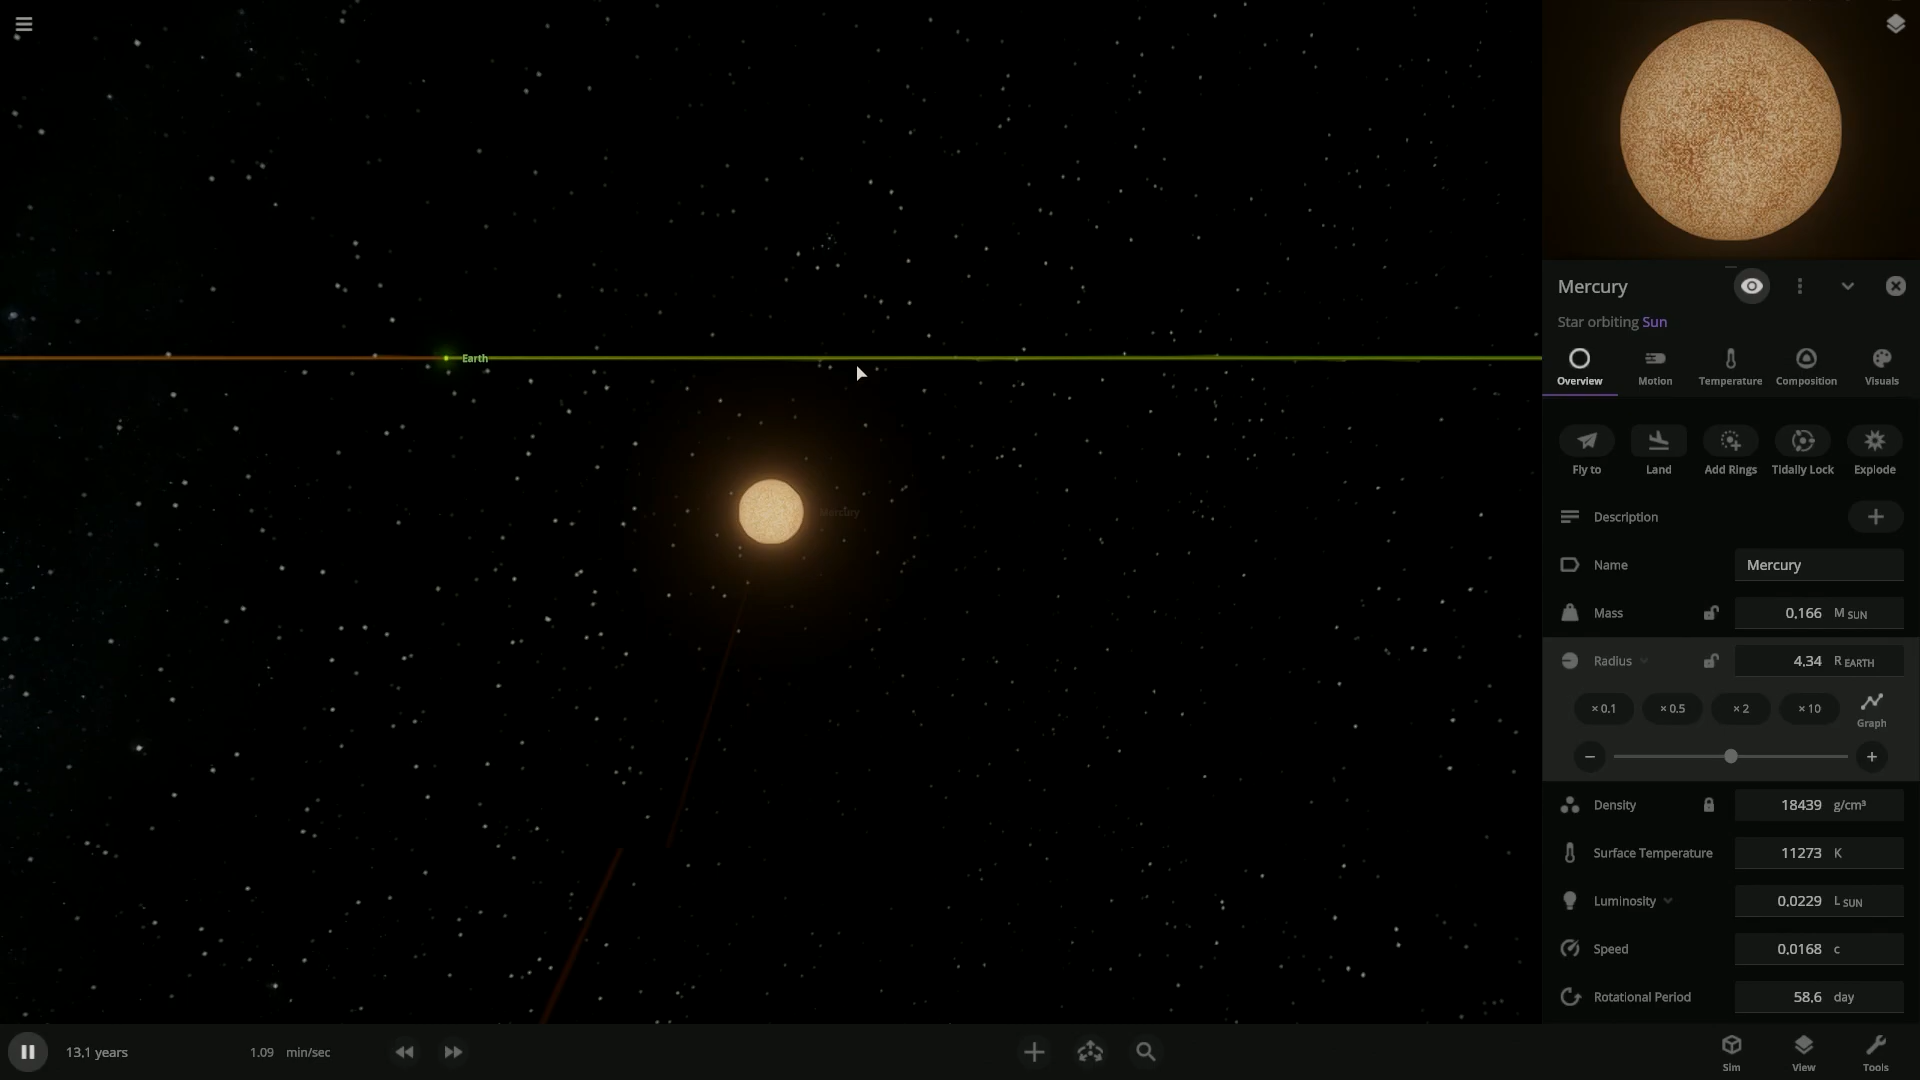 Earth
Mercury
Mercury
Star orbiting Sun
Overview
Motion
Temperature
Composition
Visuals
Fly to
Land
Add Rings
Tidally Lock
Explode
Description
Name
Mercury
Mass
0.166 M SUN
Radius
4.34 R EARTH
× 0.1
× 0.5
× 2
× 10
Graph
Density
18439 g/cm³
Surface Temperature
11273 K
Luminosity
0.0229 L SUN
Speed
0.0168 c
Rotational Period
58.6 day
13.1 years
1.09 min/sec
Sim
View
Tools